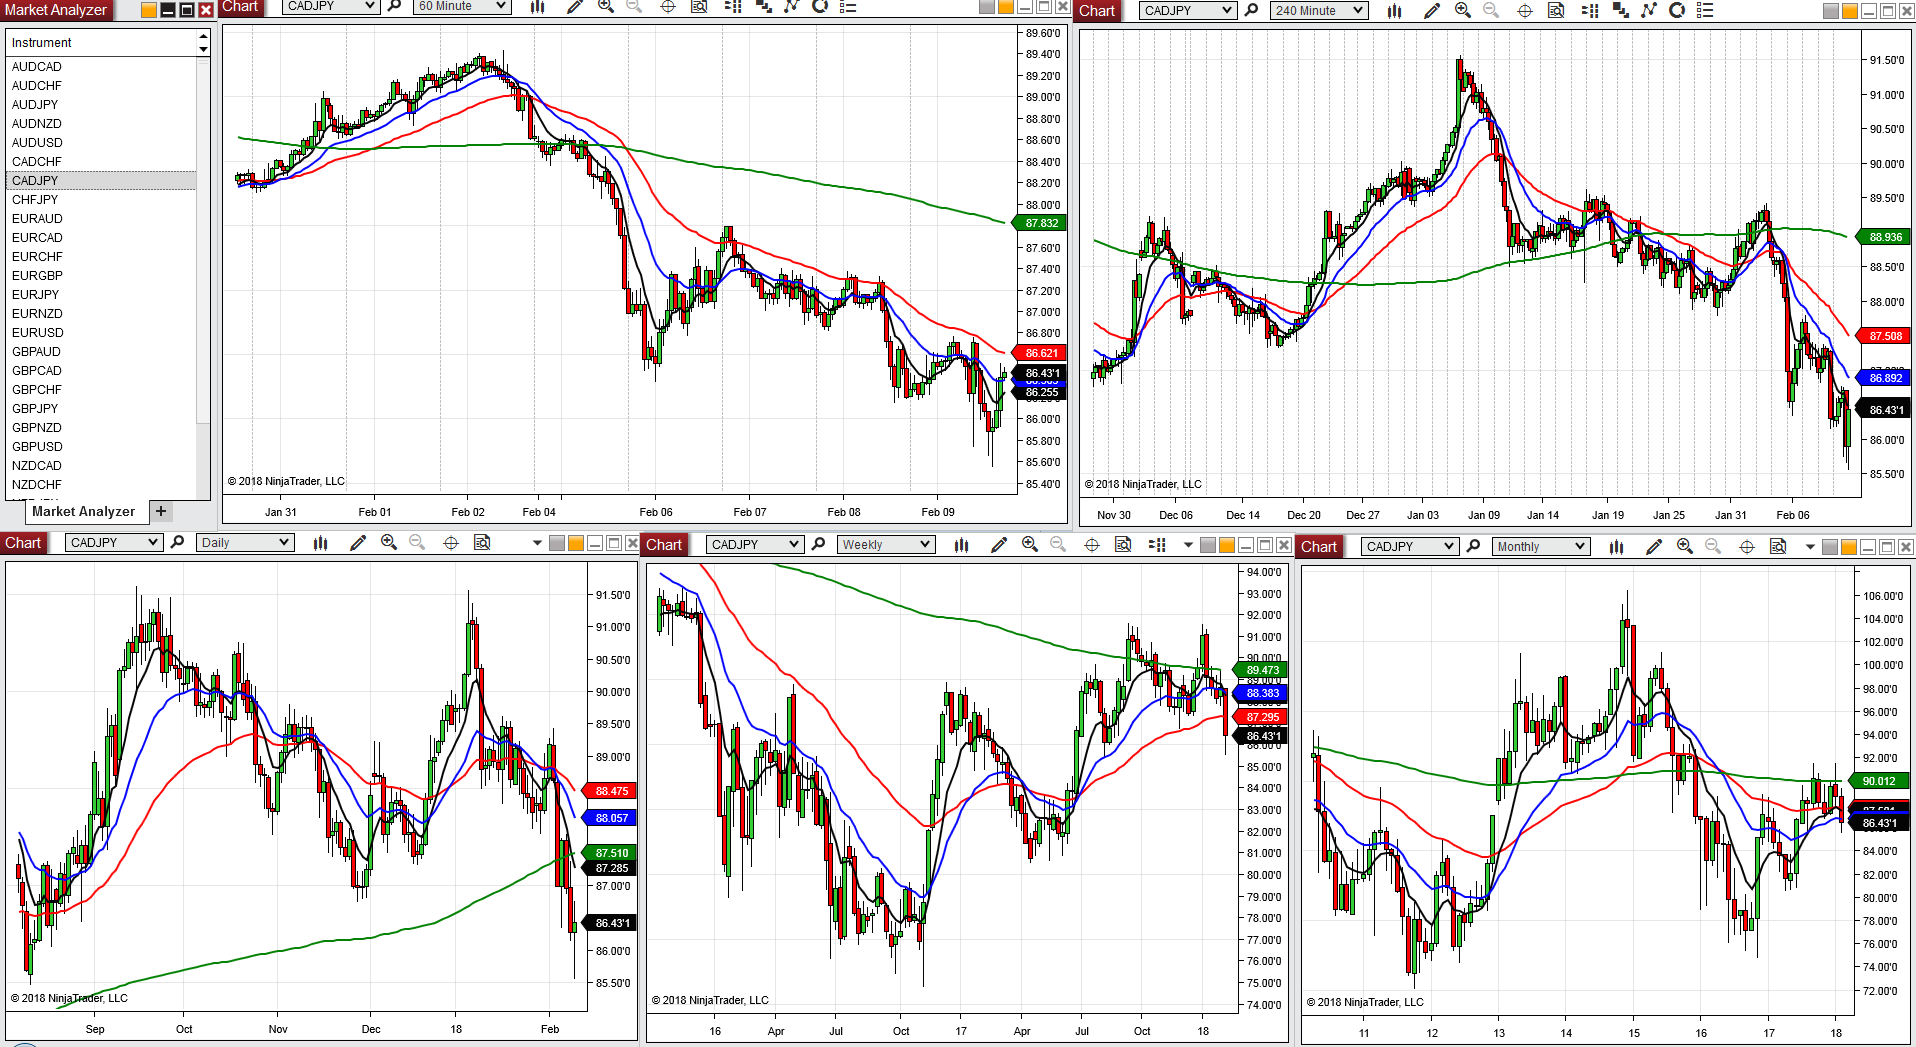 Market Analyzer
Instrument
AUDCAD
AUDCHF
AUDJPY
AUDNZD
AUDUSD
CADCHF
CADJPY
CHFJPY
EURAUD
EURCAD
EURCHF
EURGBP
EURJPY
EURNZD
EURUSD
GBPAUD
GBPCAD
GBPCHF
GBPJPY
GBPNZD
GBPUSD
NZDCAD
NZDCHF
Market Analyzer +
Chart CADJPY 60 Minute
89.60'0
89.40'0
89.20'0
89.00'0
88.80'0
88.60'0
88.40'0
88.20'0
88.00'0
87.832
87.60'0
87.40'0
87.20'0
87.00'0
86.80'0
86.621
86.43'1
86.255
86.00'0
85.80'0
85.60'0
85.40'0
© 2018 NinjaTrader, LLC
Jan 31 Feb 01 Feb 02 Feb 04 Feb 06 Feb 07 Feb 08 Feb 09
Chart CADJPY 240 Minute
91.50'0
91.00'0
90.50'0
90.00'0
89.50'0
88.936
88.50'0
88.00'0
87.508
86.892
86.43'1
86.00'0
85.50'0
© 2018 NinjaTrader, LLC
Nov 30 Dec 06 Dec 14 Dec 20 Dec 27 Jan 03 Jan 09 Jan 14 Jan 19 Jan 25 Jan 31 Feb 06
Chart CADJPY Daily
91.50'0
91.00'0
90.50'0
90.00'0
89.50'0
89.00'0
88.475
88.057
87.510
87.285
87.00'0
86.43'1
86.00'0
85.50'0
© 2018 NinjaTrader, LLC
Sep Oct Nov Dec 18 Feb
Chart CADJPY Weekly
94.00'0
93.00'0
92.00'0
91.00'0
90.00'0
89.473
88.383
87.295
86.43'1
85.00'0
84.00'0
83.00'0
82.00'0
81.00'0
80.00'0
79.00'0
78.00'0
77.00'0
76.00'0
75.00'0
74.00'0
© 2018 NinjaTrader, LLC
16 Apr Jul Oct 17 Apr Jul Oct 18
Chart CADJPY Monthly
106.00'0
104.00'0
102.00'0
100.00'0
98.00'0
96.00'0
94.00'0
92.00'0
90.012
86.43'1
84.00'0
82.00'0
80.00'0
78.00'0
76.00'0
74.00'0
72.00'0
© 2018 NinjaTrader, LLC
11 12 13 14 15 16 17 18